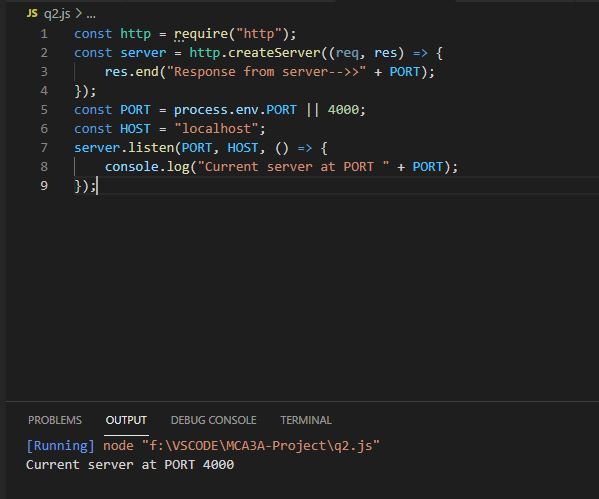 JS q2.js > ...
1 const http = require("http");
2 const server = http.createServer((req, res) => {
3     res.end("Response from server-->>" + PORT);
4 });
5 const PORT = process.env.PORT || 4000;
6 const HOST = "localhost";
7 server.listen(PORT, HOST, () => {
8     console.log("Current server at PORT " + PORT);
9 });
PROBLEMS OUTPUT DEBUG CONSOLE TERMINAL
[Running] node "f:\VSCODE\MCA3A-Project\q2.js"
Current server at PORT 4000